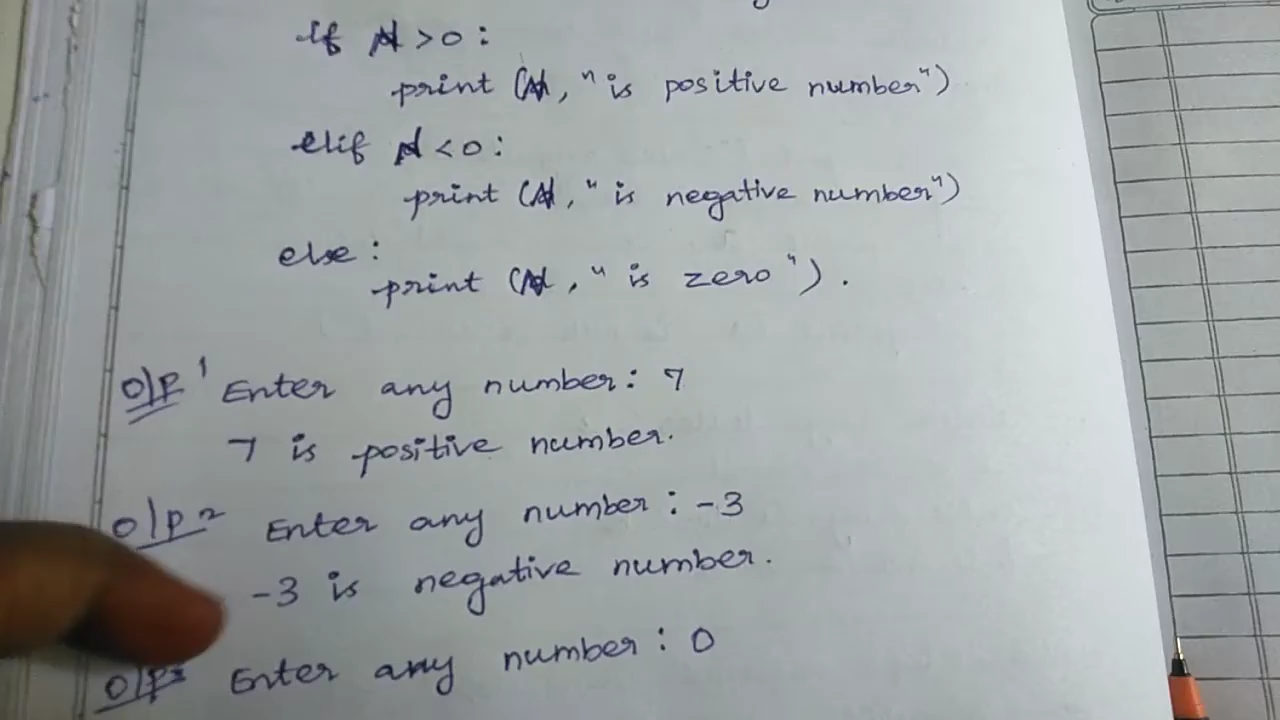 if N > 0 :
print (N, " is positive number")
elif N < 0 :
print (N, " is negative number")
else :
print (N, " is zero ") .
O/P 1 Enter any number : 7
7 is positive number.
O/P 2 Enter any number : -3
-3 is negative number.
O/P 3 Enter any number : 0